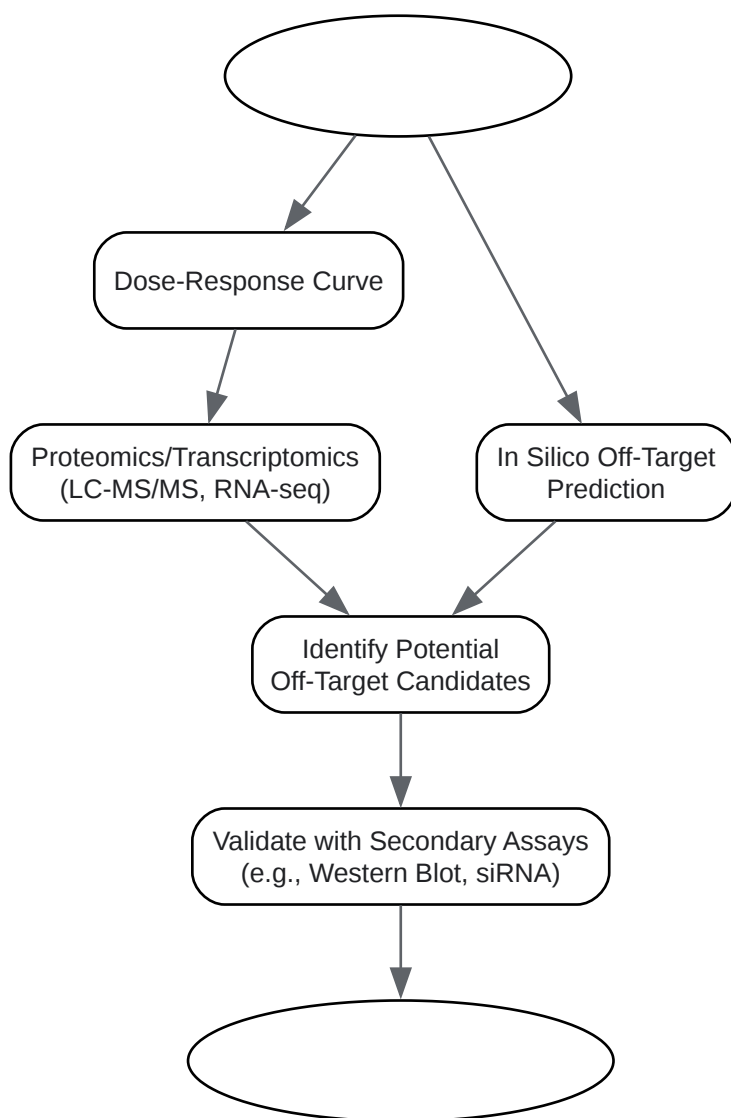 Dose-Response Curve
Proteomics/Transcriptomics
(LC-MS/MS, RNA-seq)
In Silico Off-Target
Prediction
Identify Potential
Off-Target Candidates
Validate with Secondary Assays
(e.g., Western Blot, siRNA)